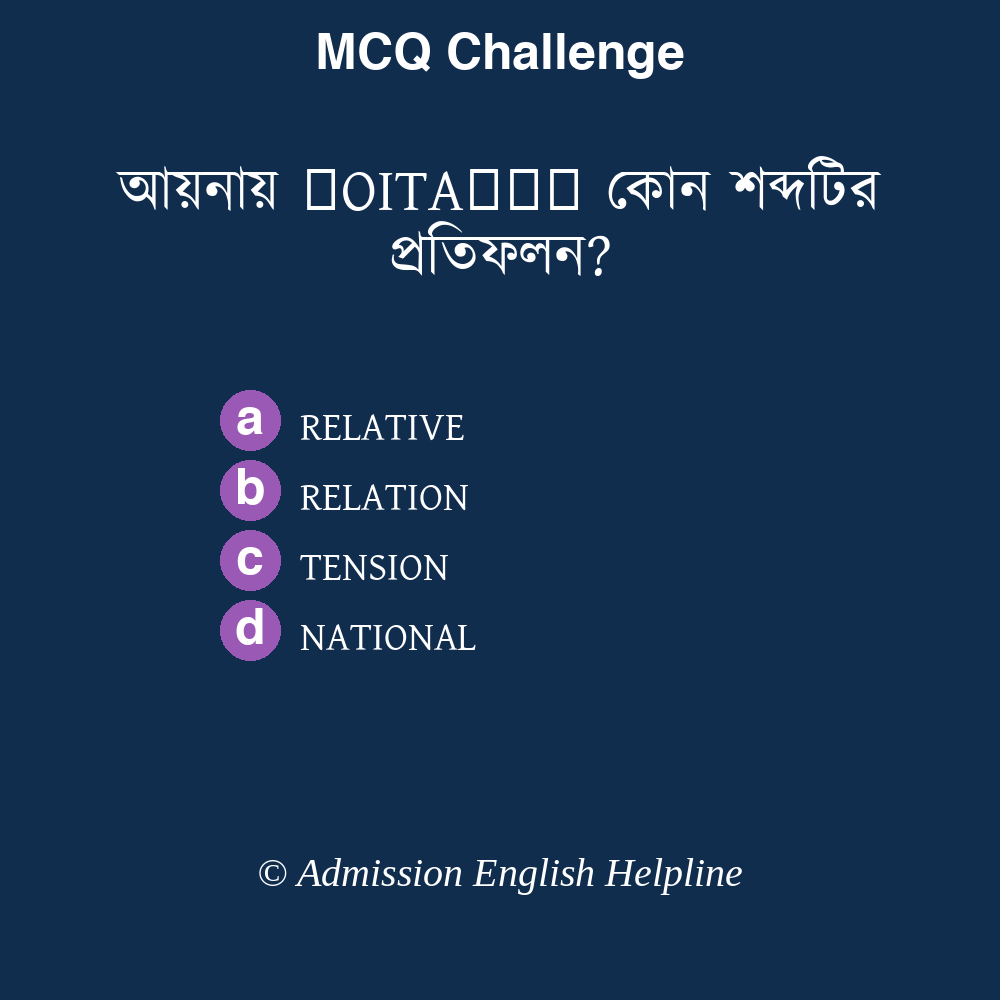 MCQ Challenge
আয়নায় □OITA□□□ কোন শব্দটির
প্রতিফলন?
a RELATIVE
b RELATION
c TENSION
d NATIONAL
© Admission English Helpline